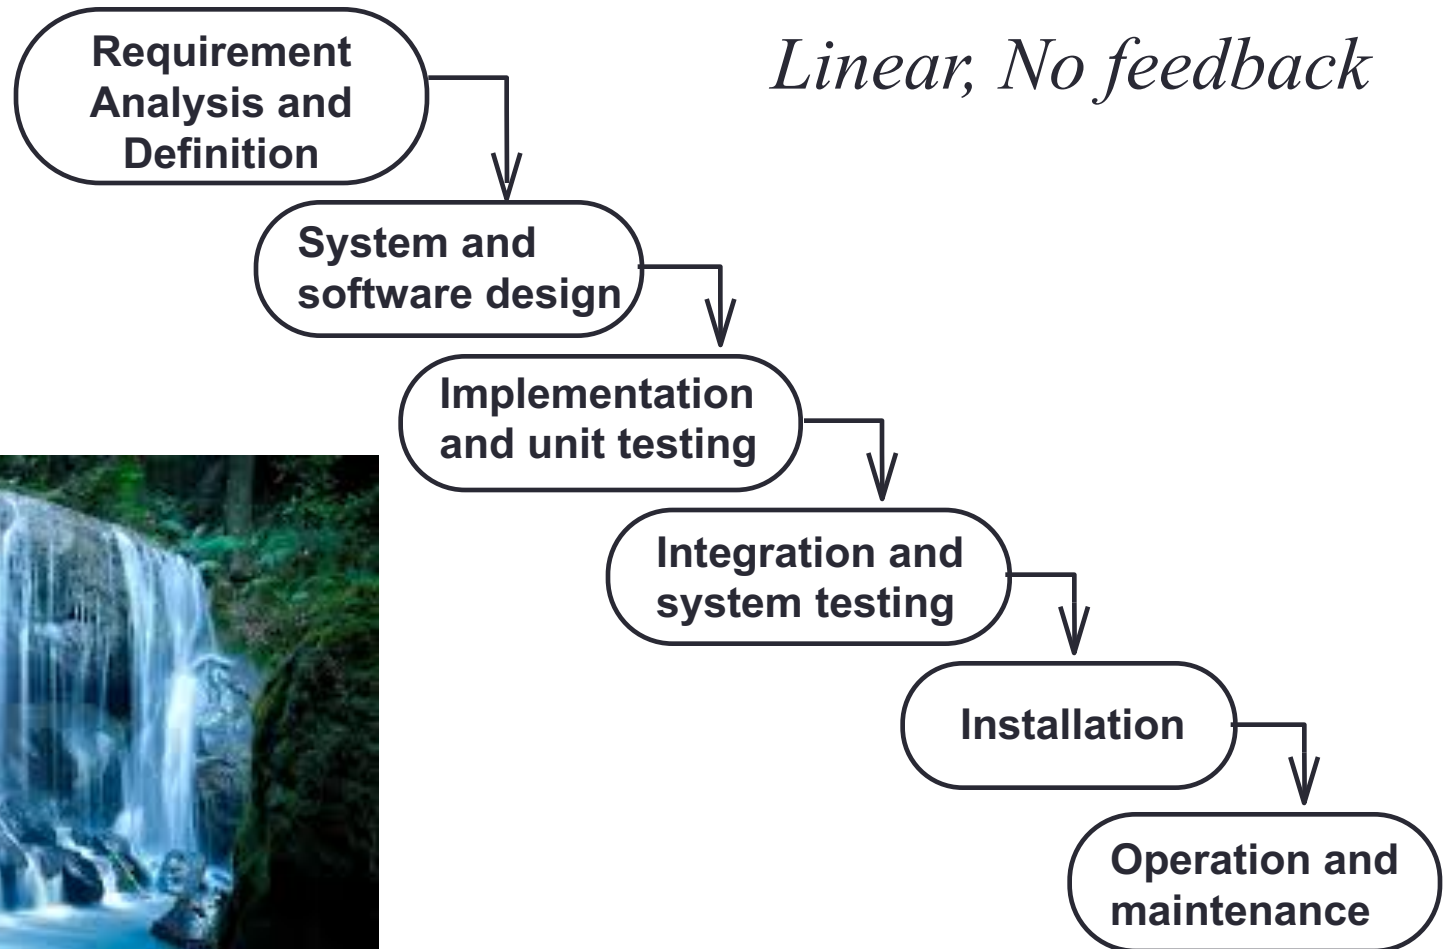 Requirement
Analysis and
Definition
Linear, No feedback
System and
software design
Implementation
and unit testing
Integration and
system testing
Installation
Operation and
maintenance